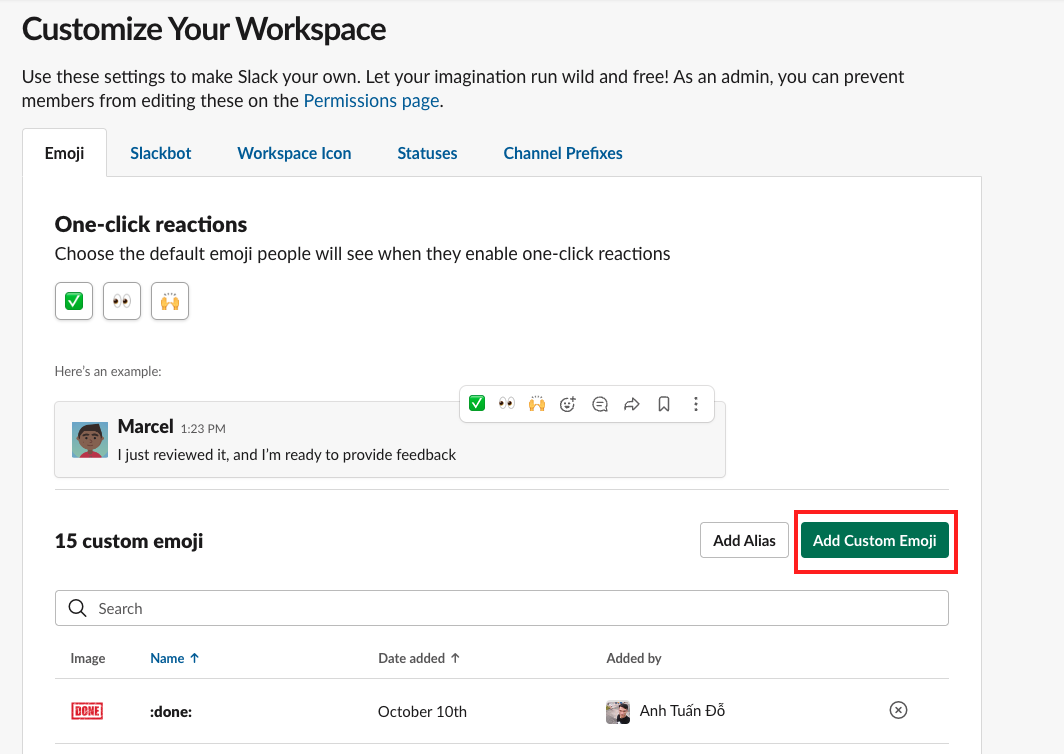 Customize Your Workspace
Use these settings to make Slack your own. Let your imagination run wild and free! As an admin, you can prevent
members from editing these on the Permissions page.
Emoji
Slackbot
Workspace Icon
Statuses
Channel Prefixes
One-click reactions
Choose the default emoji people will see when they enable one-click reactions
Here's an example:
Marcel 1:23 PM
I just reviewed it, and I'm ready to provide feedback
15 custom emoji
Add Alias
Add Custom Emoji
Search
Image
Name ↑
Date added ↑
Added by
DONE
:done:
October 10th
Anh Tuấn Đỗ